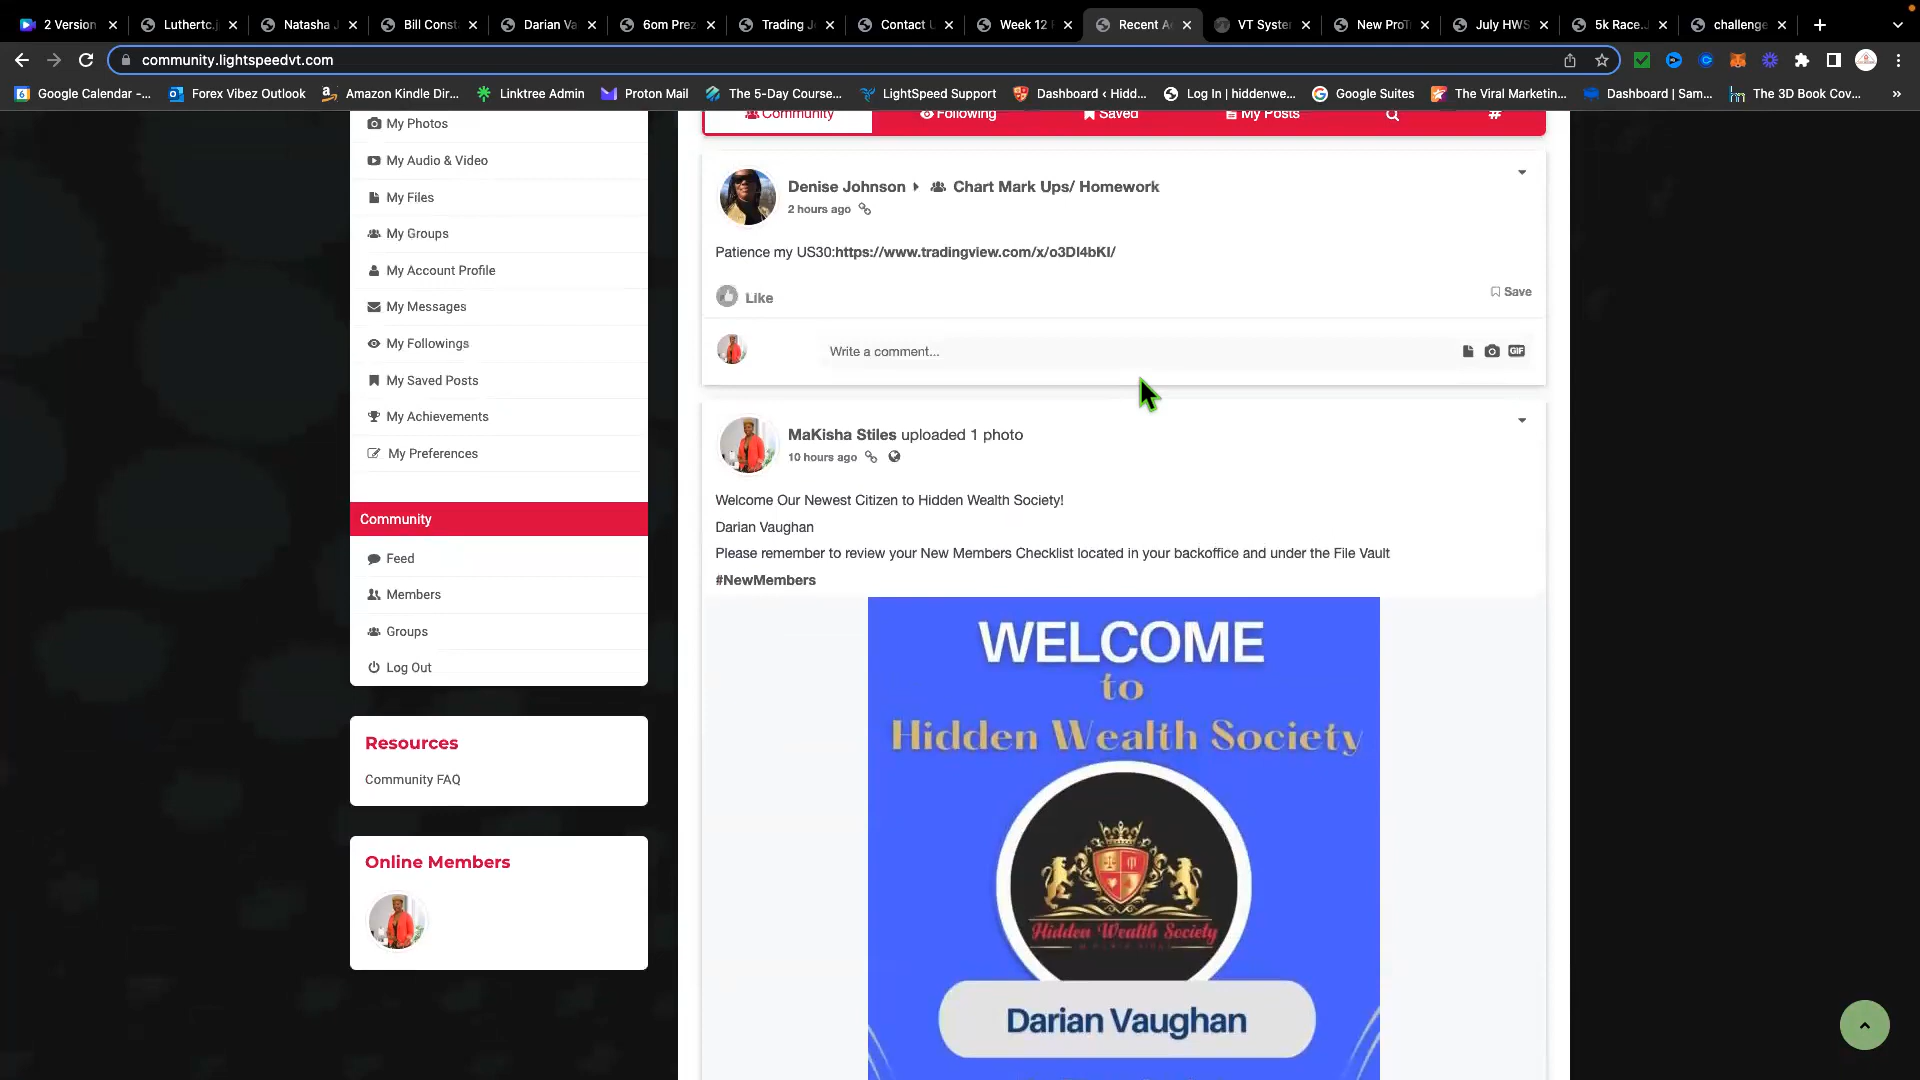 2 Version
Luthertc.j
Natasha J
Bill Const
Darian Va
6om Prez
Trading J
Contact U
Week 12 F
Recent A
VT System
New ProT
July HWS
5k Race.
challenge
community.lightspeedvt.com
Google Calendar -...
Forex Vibez Outlook
Amazon Kindle Dir...
Linktree Admin
Proton Mail
The 5-Day Course...
LightSpeed Support
Dashboard ‹ Hidd...
Log In | hiddenwe...
Google Suites
The Viral Marketin...
Dashboard | Sam...
The 3D Book Cov...
»
My Photos
My Audio & Video
My Files
My Groups
My Account Profile
My Messages
My Followings
My Saved Posts
My Achievements
My Preferences
Community
Feed
Members
Groups
Log Out
Resources
Community FAQ
Online Members
Community
Following
Saved
My Posts
#
Denise Johnson Chart Mark Ups/ Homework
2 hours ago
Patience my US30:https://www.tradingview.com/x/o3Dl4bKI/
Like
Save
Write a comment...
GIF
MaKisha Stiles uploaded 1 photo
10 hours ago
Welcome Our Newest Citizen to Hidden Wealth Society!
Darian Vaughan
Please remember to review your New Members Checklist located in your backoffice and under the File Vault
#NewMembers
WELCOME
to
Hidden Wealth Society
Hidden Wealth Society
Darian Vaughan